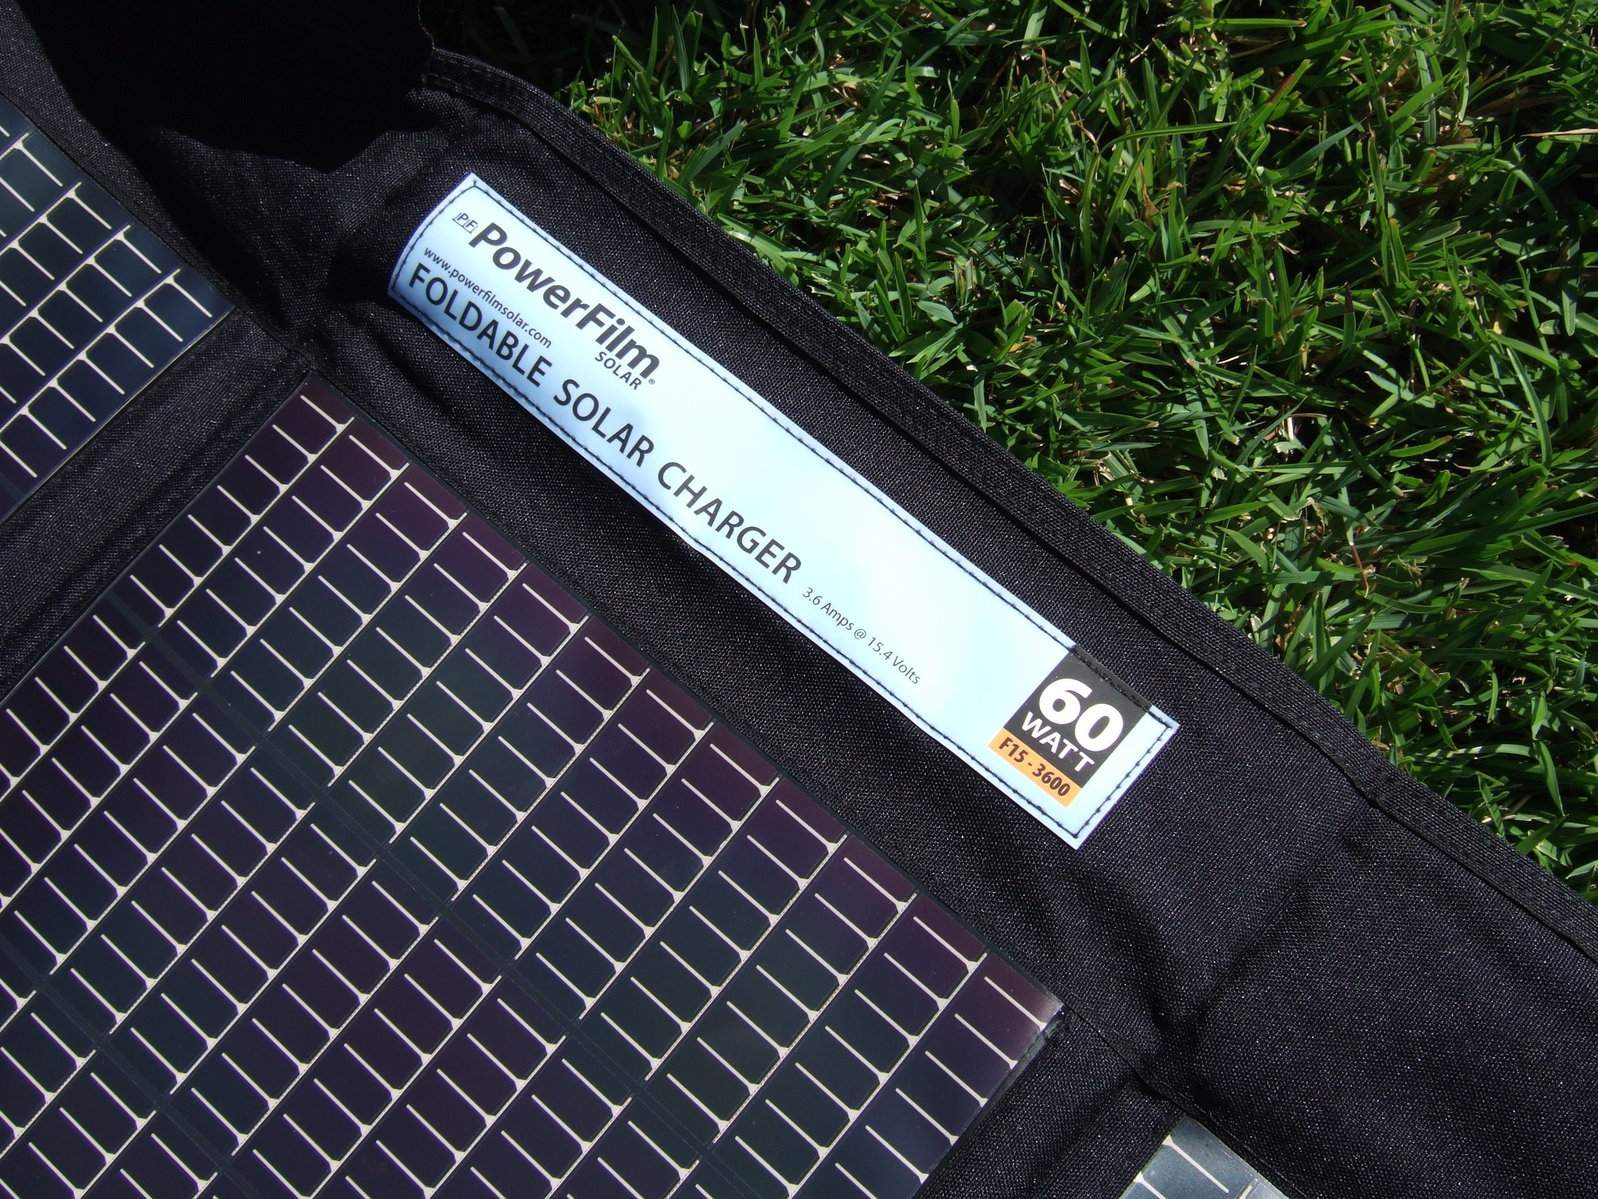 PF PowerFilm®
SOLAR
www.powerfilmsolar.com
FOLDABLE SOLAR CHARGER
3.6 Amps @ 15.4 Volts
60
WATT
F15 - 3600